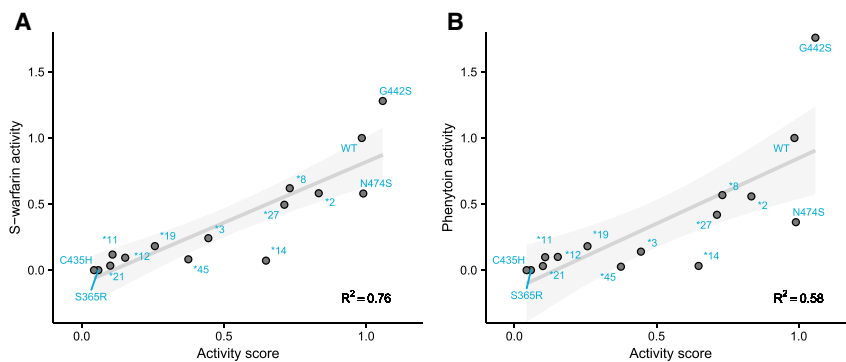 A
S-warfarin activity
1.5
1.0
0.5
0.0
G442S
WT
*8
N474S
*27
*2
*11
*19
*3
*12
*14
C435H
*45
*21
S365R
R² = 0.76
0.0 0.5 1.0
Activity score
B
Phenytoin activity
1.5
1.0
0.5
0.0
G442S
WT
*8
*2
*27
N474S
*11
*19
*3
*12
*14
C435H
*21
*45
S365R
R² = 0.58
0.0 0.5 1.0
Activity score